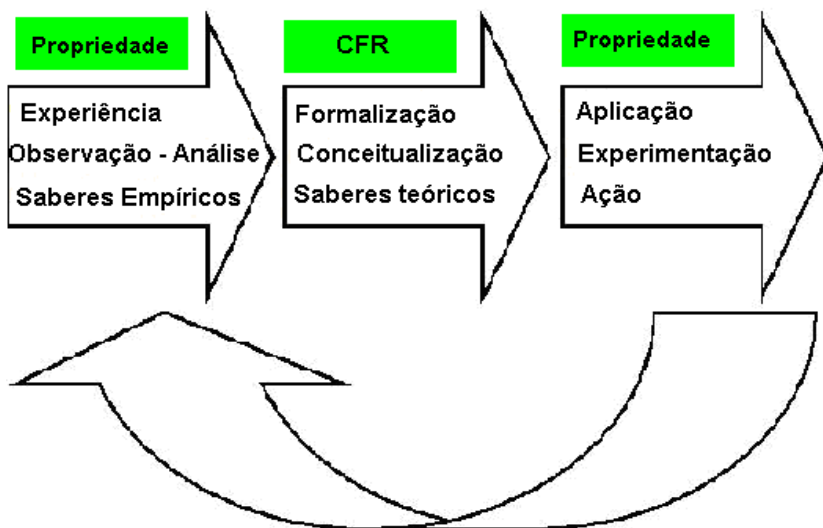 Propriedade
Experiência
Observação - Análise
Saberes Empíricos
CFR
Formalização
Conceitualização
Saberes teóricos
Propriedade
Aplicação
Experimentação
Ação